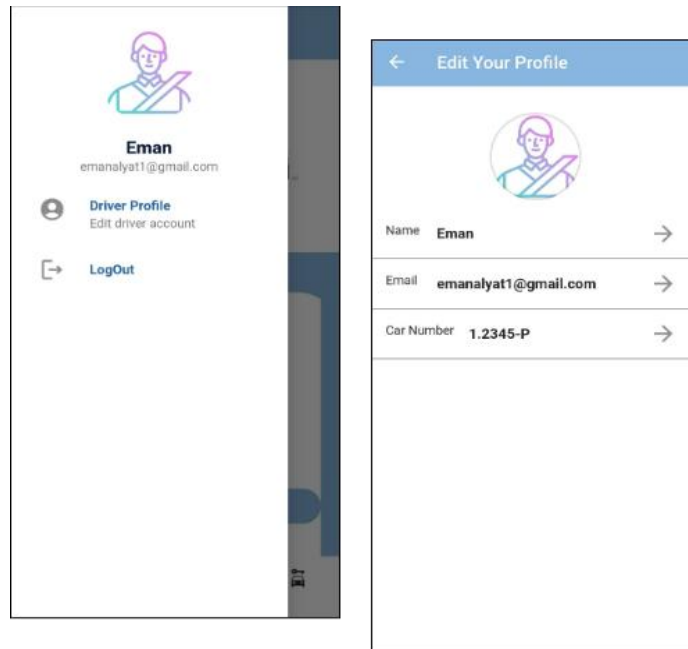 Eman
emanalyat1@gmail.com
Driver Profile
Edit driver account
LogOut
Edit Your Profile
Name Eman
Email emanalyat1@gmail.com
Car Number 1.2345-P